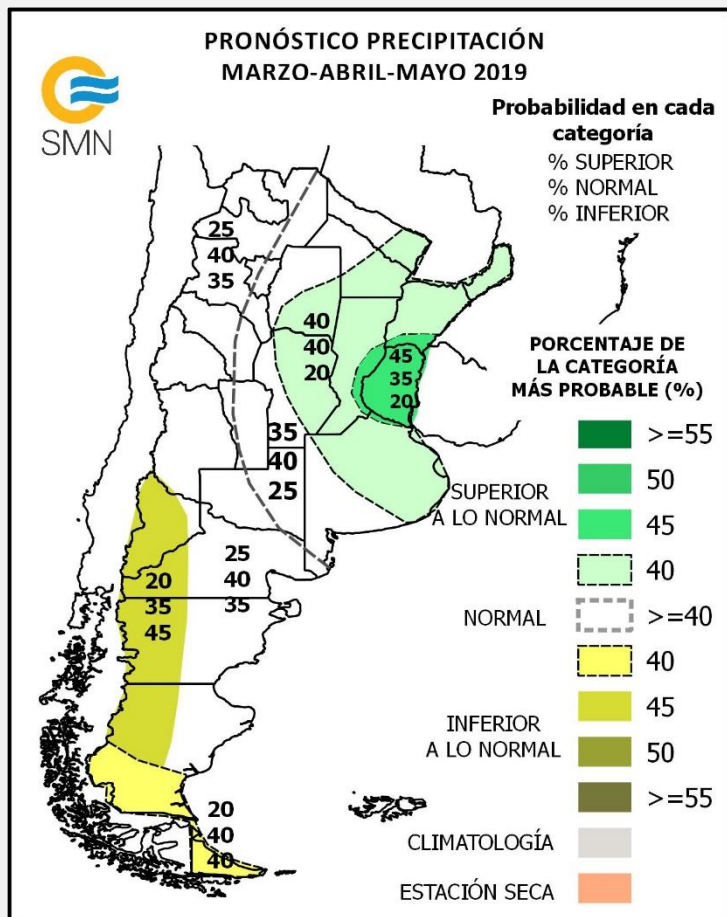 PRONÓSTICO PRECIPITACIÓN
MARZO-ABRIL-MAYO 2019
SMN
Probabilidad en cada
categoría
% SUPERIOR
% NORMAL
% INFERIOR
25
40
35
40
40
20
45
35
20
35
40
25
20
35
45
25
40
35
20
40
40
PORCENTAJE DE
LA CATEGORÍA
MÁS PROBABLE (%)
>=55
50
SUPERIOR
A LO NORMAL
45
40
NORMAL
>=40
40
45
INFERIOR
A LO NORMAL
50
>=55
CLIMATOLOGÍA
ESTACIÓN SECA